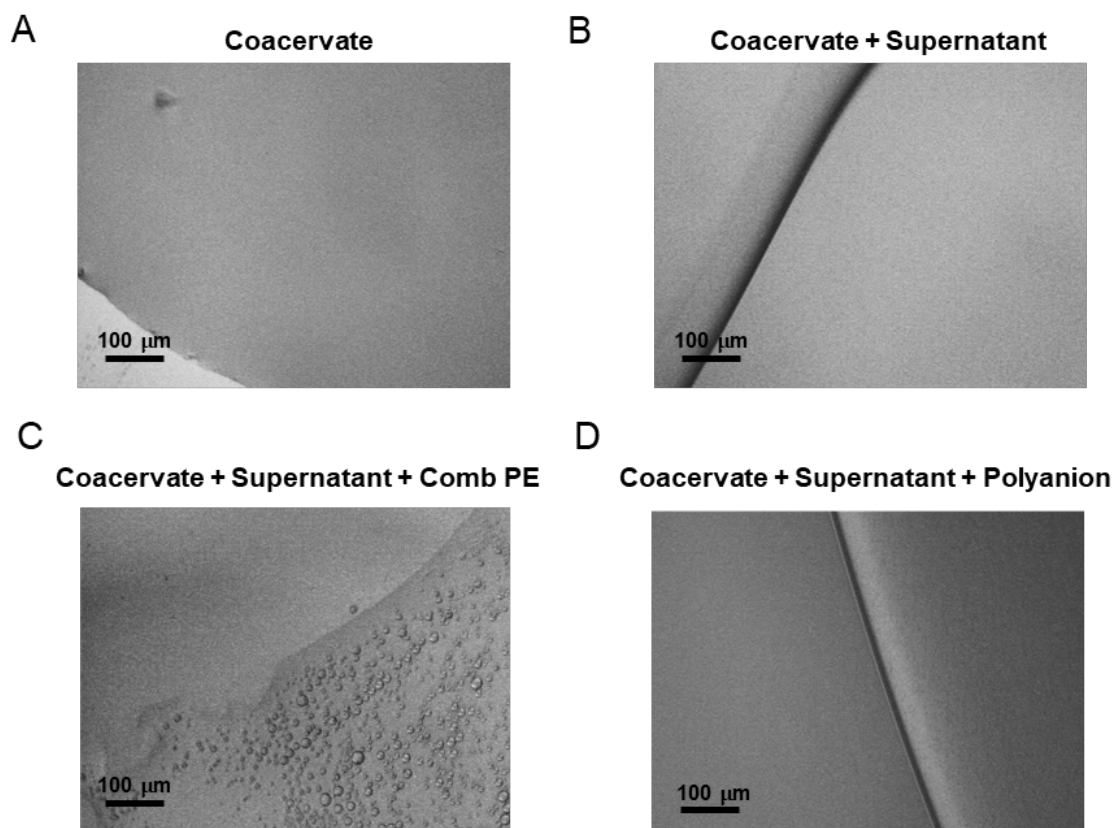 A
Coacervate
100 μm
B
Coacervate + Supernatant
100 μm
C
Coacervate + Supernatant + Comb PE
100 μm
D
Coacervate + Supernatant + Polyanion
100 μm